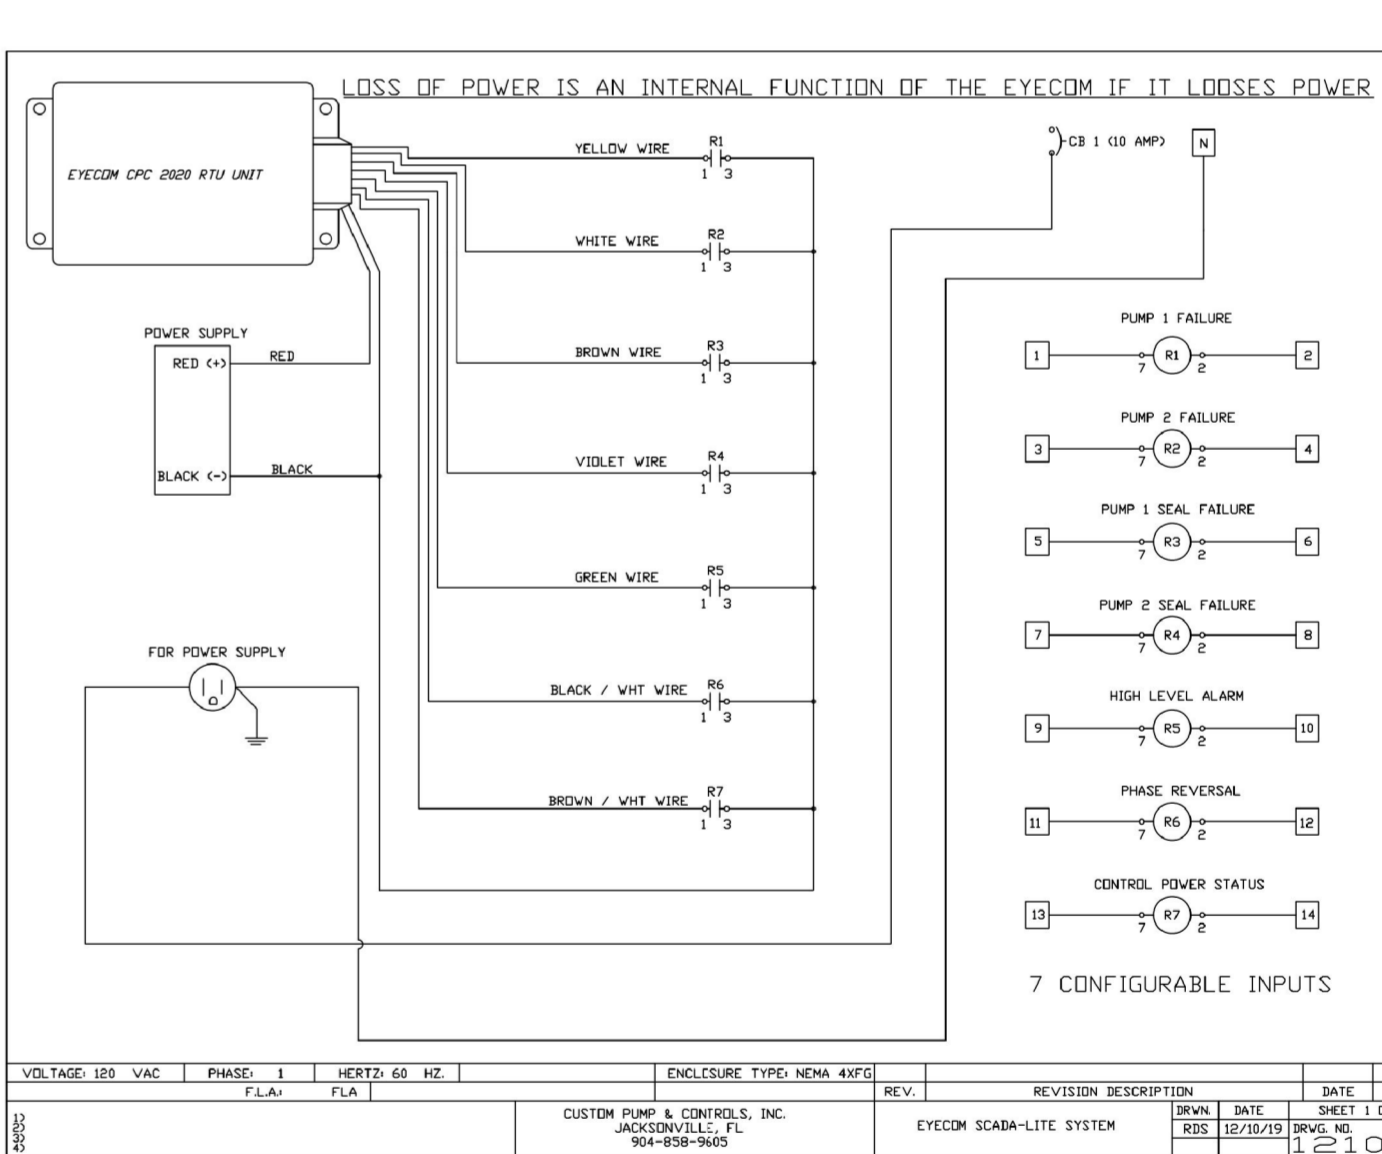 LOSS OF POWER IS AN INTERNAL FUNCTION OF THE EYECOM IF IT LOOSES POWER
EYECOM CPC 2020 RTU UNIT
YELLOW WIRE
R1
1 3
WHITE WIRE
R2
1 3
BROWN WIRE
R3
1 3
VIOLET WIRE
R4
1 3
GREEN WIRE
R5
1 3
BLACK / WHT WIRE
R6
1 3
BROWN / WHT WIRE
R7
1 3
POWER SUPPLY
RED (+)
RED
BLACK (-)
BLACK
FOR POWER SUPPLY
CB 1 (10 AMP)
N
PUMP 1 FAILURE
1 7 R1 2 2
PUMP 2 FAILURE
3 7 R2 2 4
PUMP 1 SEAL FAILURE
5 7 R3 2 6
PUMP 2 SEAL FAILURE
7 7 R4 2 8
HIGH LEVEL ALARM
9 7 R5 2 10
PHASE REVERSAL
11 7 R6 2 12
CONTROL POWER STATUS
13 7 R7 2 14
7 CONFIGURABLE INPUTS
VOLTAGE: 120 VAC PHASE: 1 HERTZ: 60 HZ. ENCLOSURE TYPE: NEMA 4XFG
F.L.A.: FLA REV. REVISION DESCRIPTION DATE
1)
2)
3)
4)
CUSTOM PUMP & CONTROLS, INC.
JACKSONVILLE, FL
904-858-9605
EYECOM SCADA-LITE SYSTEM
DRWN. DATE SHEET 1
RDS 12/10/19 DRWG. NO.
1210